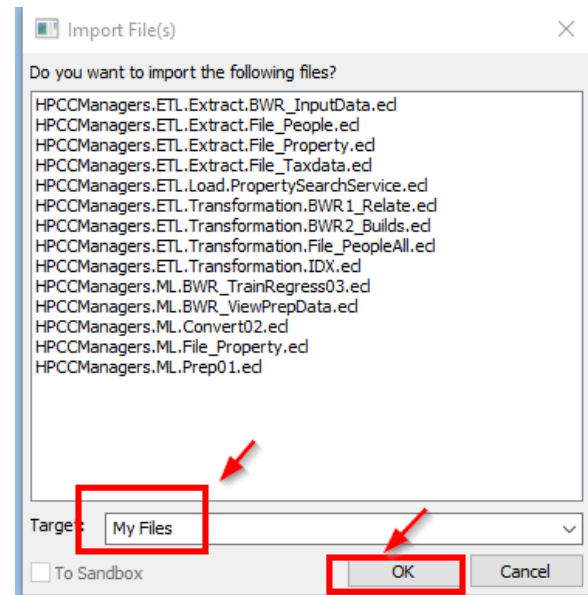 Import File(s)
Do you want to import the following files?
HPCCManagers.ETL.Extract.BWR_InputData.ecl
HPCCManagers.ETL.Extract.File_People.ecl
HPCCManagers.ETL.Extract.File_Property.ecl
HPCCManagers.ETL.Extract.File_Taxdata.ecl
HPCCManagers.ETL.Load.PropertySearchService.ecl
HPCCManagers.ETL.Transformation.BWR1_Relate.ecl
HPCCManagers.ETL.Transformation.BWR2_Builds.ecl
HPCCManagers.ETL.Transformation.File_PeopleAll.ecl
HPCCManagers.ETL.Transformation.IDX.ecl
HPCCManagers.ML.BWR_TrainRegress03.ecl
HPCCManagers.ML.BWR_ViewPrepData.ecl
HPCCManagers.ML.Convert02.ecl
HPCCManagers.ML.File_Property.ecl
HPCCManagers.ML.Prep01.ecl
Target: My Files
To Sandbox OK Cancel